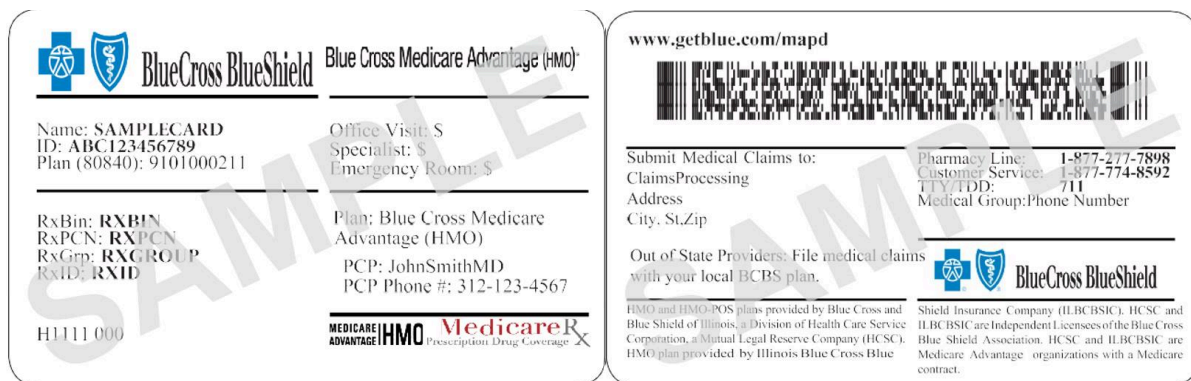 BlueCross BlueShield
Blue Cross Medicare Advantage (HMO)
Name: SAMPLECARD
ID: ABC123456789
Plan (80840): 9101000211
Office Visit: $
Specialist: $
Emergency Room: $
RxBin: RXBIN
RxPCN: RXPCN
RxGrp: RXGROUP
RxID: RXID
Plan: Blue Cross Medicare
Advantage (HMO)
PCP: JohnSmithMD
PCP Phone #: 312-123-4567
H1111 000
MEDICARE
ADVANTAGE
HMO
MedicareRx
Prescription Drug Coverage
SAMPLE
www.getblue.com/mapd
Submit Medical Claims to:
ClaimsProcessing
Address
City, St,Zip
Pharmacy Line: 1-877-277-7898
Customer Service: 1-877-774-8592
TTY/TDD: 711
Medical Group:Phone Number
Out of State Providers: File medical claims
with your local BCBS plan.
BlueCross BlueShield
HMO and HMO-POS plans provided by Blue Cross and
Blue Shield of Illinois, a Division of Health Care Service
Corporation, a Mutual Legal Reserve Company (HCSC).
HMO plan provided by Illinois Blue Cross Blue
Shield Insurance Company (ILBCBSIC). HCSC and
ILBCBSIC are Independent Licensees of the Blue Cross
Blue Shield Association. HCSC and ILBCBSIC are
Medicare Advantage organizations with a Medicare
contract.
SAMPLE